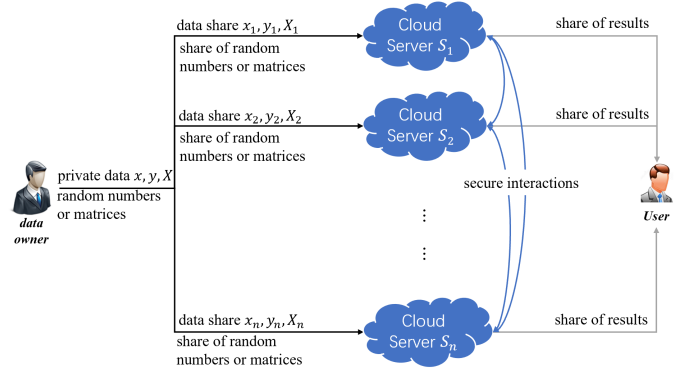 data share x₁, y₁, X₁
share of random
numbers or matrices
Cloud
Server S₁
share of results
data share x₂, y₂, X₂
share of random
numbers or matrices
Cloud
Server S₂
share of results
private data x, y, X
random numbers
or matrices
data
owner
secure interactions
User
⋮
⋮
data share xₙ, yₙ, Xₙ
share of random
numbers or matrices
Cloud
Server Sₙ
share of results